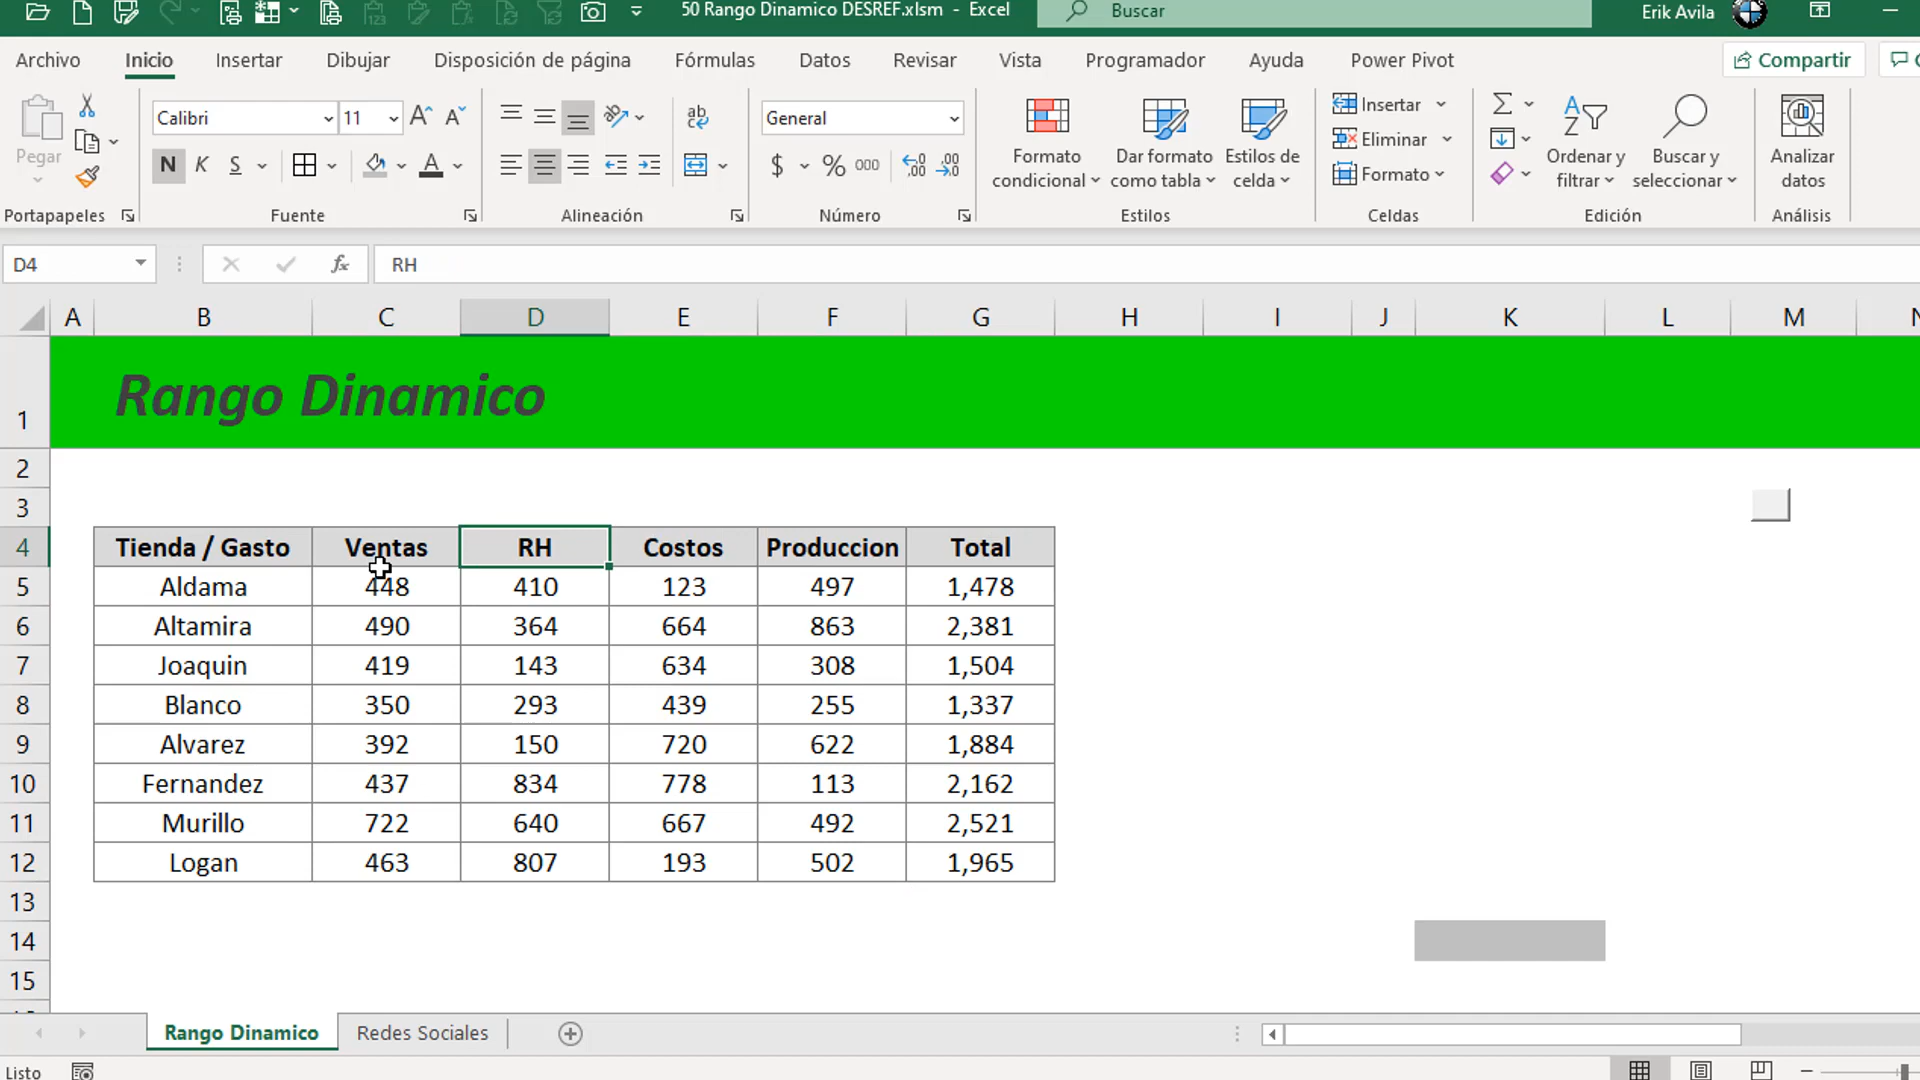 50 Rango Dinamico DESREF.xlsm - Excel
Buscar
Erik Avila
Archivo Inicio Insertar Dibujar Disposición de página Fórmulas Datos Revisar Vista Programador Ayuda Power Pivot Compartir
Pegar
Calibri 11
N K S
ab
General
$ % 000
Formato condicional
Dar formato como tabla
Estilos de celda
Insertar
Eliminar
Formato
Ordenar y filtrar
Buscar y seleccionar
Analizar datos
Portapapeles Fuente Alineación Número Estilos Celdas Edición Análisis
D4 fx RH
A B C D E F G H I J K L M N
1 Rango Dinamico
2
3
4 Tienda / Gasto Ventas RH Costos Produccion Total
5 Aldama 448 410 123 497 1,478
6 Altamira 490 364 664 863 2,381
7 Joaquin 419 143 634 308 1,504
8 Blanco 350 293 439 255 1,337
9 Alvarez 392 150 720 622 1,884
10 Fernandez 437 834 778 113 2,162
11 Murillo 722 640 667 492 2,521
12 Logan 463 807 193 502 1,965
13
14
15
Rango Dinamico Redes Sociales
Listo